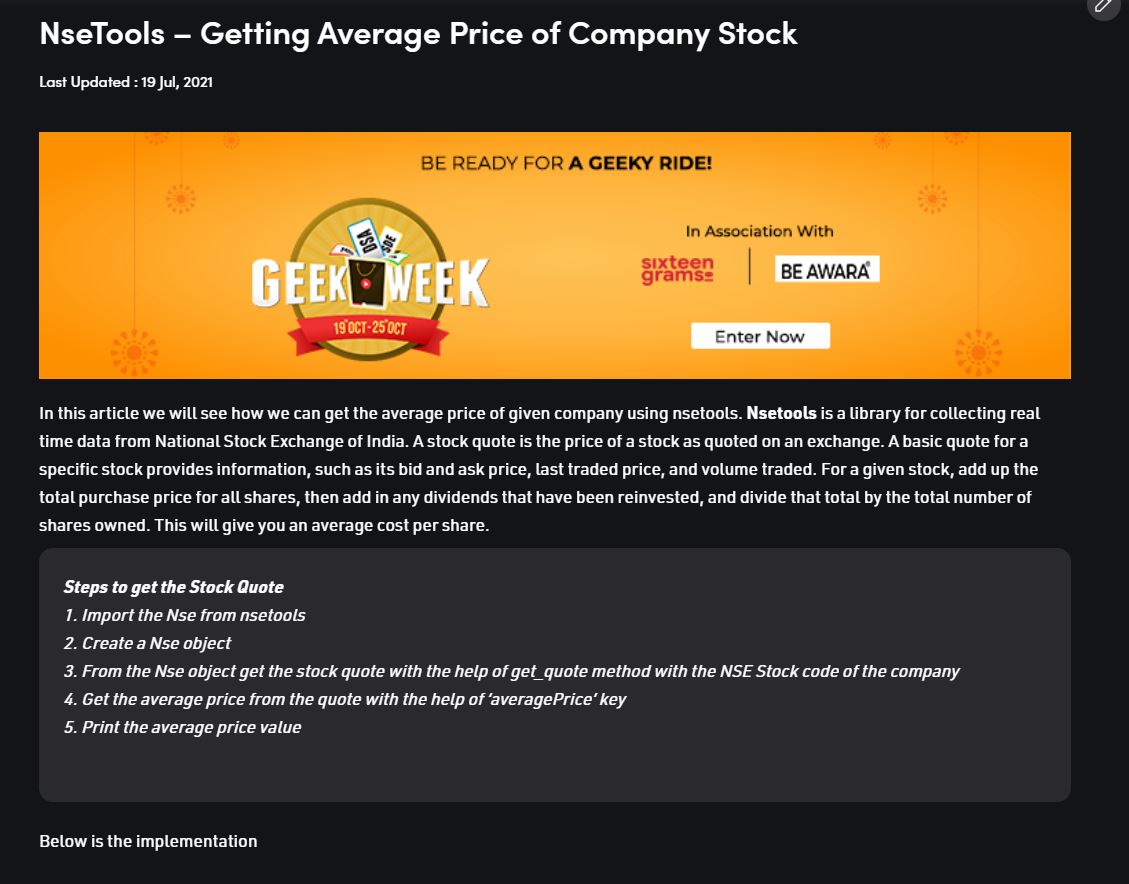 NseTools – Getting Average Price of Company Stock
Last Updated : 19 Jul, 2021
BE READY FOR A GEEKY RIDE!
DSA
SDE
GEEK WEEK
19 OCT - 25 OCT
In Association With
sixteen
grams
BE AWARA
Enter Now
In this article we will see how we can get the average price of given company using nsetools. Nsetools is a library for collecting real
time data from National Stock Exchange of India. A stock quote is the price of a stock as quoted on an exchange. A basic quote for a
specific stock provides information, such as its bid and ask price, last traded price, and volume traded. For a given stock, add up the
total purchase price for all shares, then add in any dividends that have been reinvested, and divide that total by the total number of
shares owned. This will give you an average cost per share.
Steps to get the Stock Quote
1. Import the Nse from nsetools
2. Create a Nse object
3. From the Nse object get the stock quote with the help of get_quote method with the NSE Stock code of the company
4. Get the average price from the quote with the help of ‘averagePrice’ key
5. Print the average price value
Below is the implementation